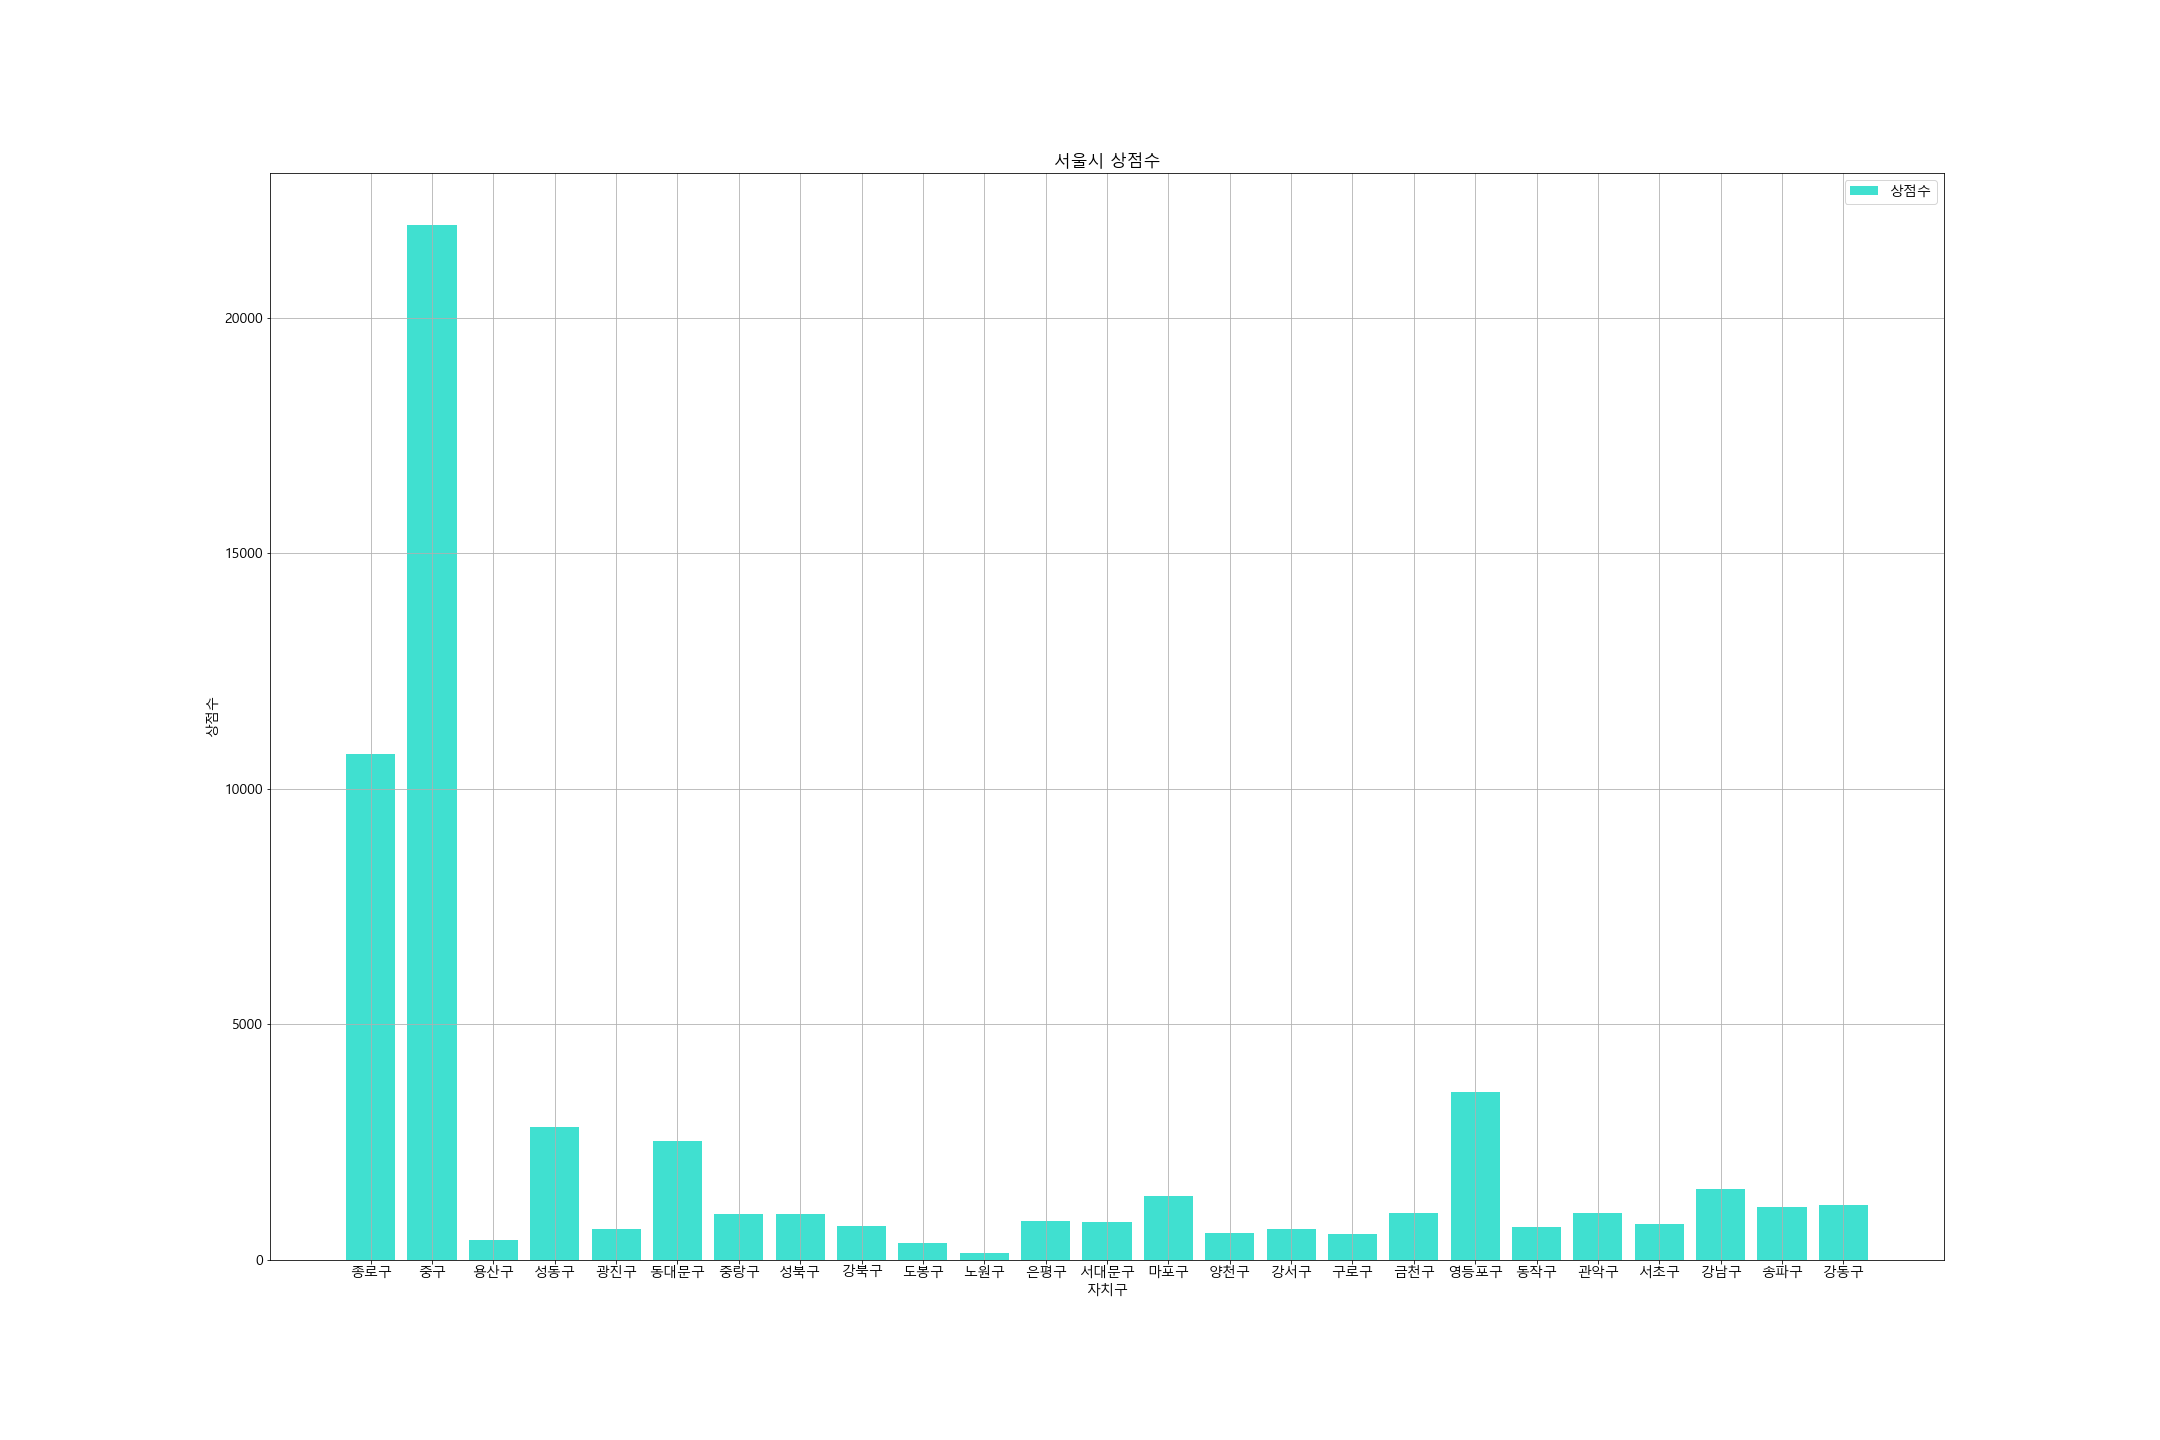 서울시 상점수
상점수
20000
15000
10000
5000
0
상점수
종로구 중구 용산구 성동구 광진구 동대문구 중랑구 성북구 강북구 도봉구 노원구 은평구 서대문구 마포구 양천구 강서구 구로구 금천구 영등포구 동작구 관악구 서초구 강남구 송파구 강동구
자치구